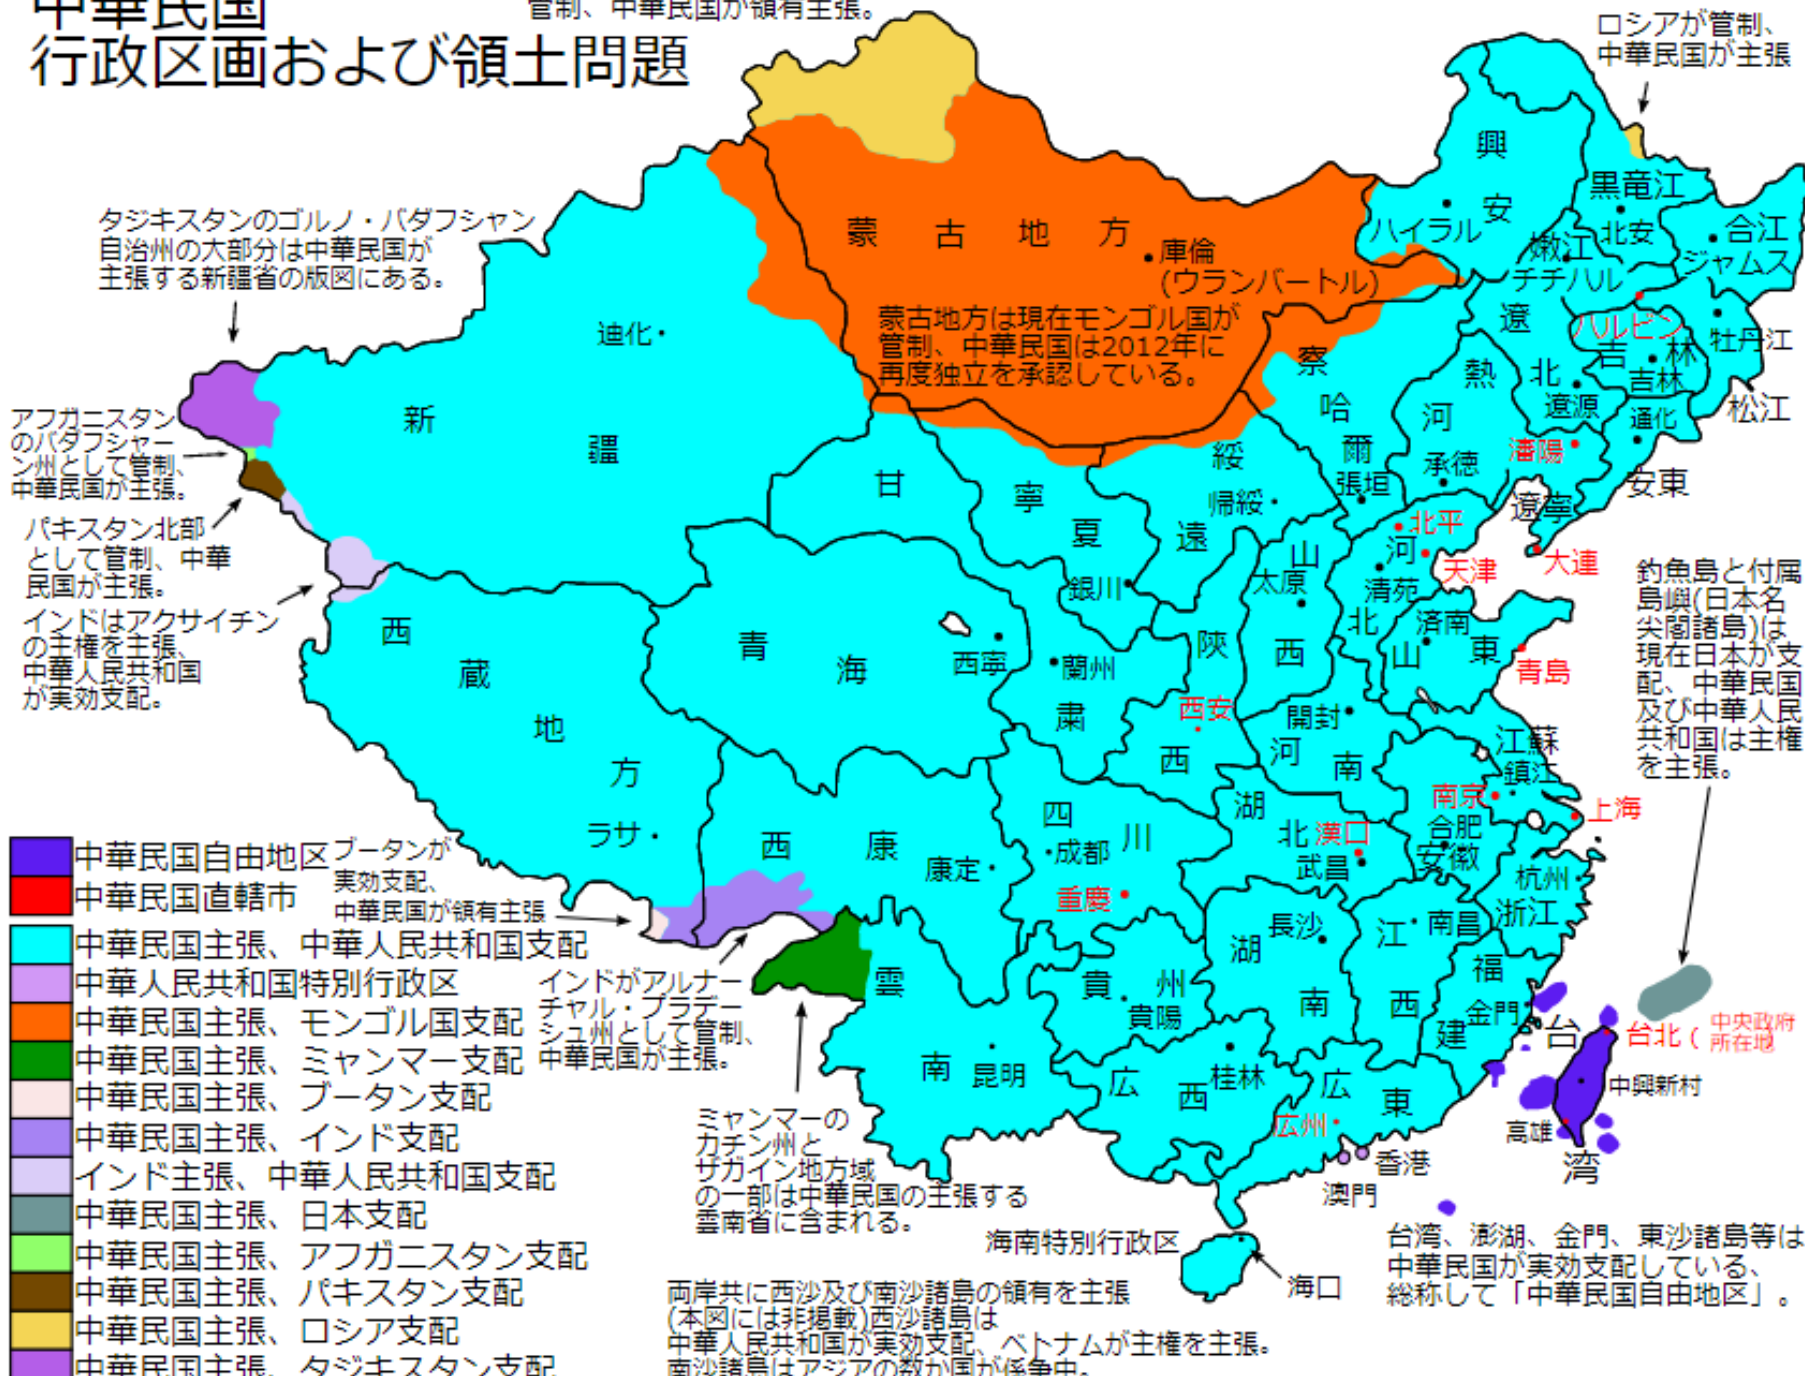 中華民国
行政区画および領土問題
管制、中華民国が領有主張。
ロシアが管制、
中華民国が主張
タジキスタンのゴルノ・バダフシャン
自治州の大部分は中華民国が
主張する新疆省の版図にある。
アフガニスタン
のバダフシャー
ン州として管制、
中華民国が主張。
パキスタン北部
として管制、中華
民国が主張。
インドはアクサイチン
の主権を主張、
中華人民共和国
が実効支配。
蒙古地方
庫倫
(ウランバートル)
蒙古地方は現在モンゴル国が
管制、中華民国は2012年に
再度独立を承認している。
興安
ハイラル
黒竜江
北安
嫩江
チチハル
合江
ジャムス
遼北
遼源
ハルピン
吉林
吉林
牡丹江
松江
通化
安東
瀋陽
遼寧
大連
察哈爾
張垣
熱河
承徳
迪化
新疆
甘粛
蘭州
寧夏
銀川
綏遠
帰綏
山西
太原
北平
天津
河北
清苑
済南
山東
青島
陝西
西安
青海
西寧
西蔵地方
ラサ
西康
康定
四川
成都
重慶
開封
河南
湖北
漢口
武昌
江蘇
鎮江
南京
上海
合肥
安徽
杭州
浙江
長沙
湖南
南昌
江西
福建
金門
貴州
貴陽
雲南
昆明
広西
桂林
広東
広州
香港
澳門
海南特別行政区
海口
台湾
台北(
中央政府
所在地
中興新村
高雄
釣魚島と付属
島嶼(日本名
尖閣諸島)は
現在日本が支
配、中華民国
及び中華人民
共和国は主権
を主張。
ブータンが
実効支配、
中華民国が領有主張
インドがアルナー
チャル・プラデー
シュ州として管制、
中華民国が主張。
ミャンマーの
カチン州と
ザガイン地方域
の一部は中華民国の主張する
雲南省に含まれる。
台湾、澎湖、金門、東沙諸島等は
中華民国が実効支配している、
総称して「中華民国自由地区」。
両岸共に西沙及び南沙諸島の領有を主張
(本図には非掲載)西沙諸島は
中華人民共和国が実効支配、ベトナムが主権を主張。
南沙諸島はアジアの数か国が係争中。
中華民国自由地区
中華民国直轄市
中華民国主張、中華人民共和国支配
中華人民共和国特別行政区
中華民国主張、モンゴル国支配
中華民国主張、ミャンマー支配
中華民国主張、ブータン支配
中華民国主張、インド支配
インド主張、中華人民共和国支配
中華民国主張、日本支配
中華民国主張、アフガニスタン支配
中華民国主張、パキスタン支配
中華民国主張、ロシア支配
中華民国主張、タジキスタン支配